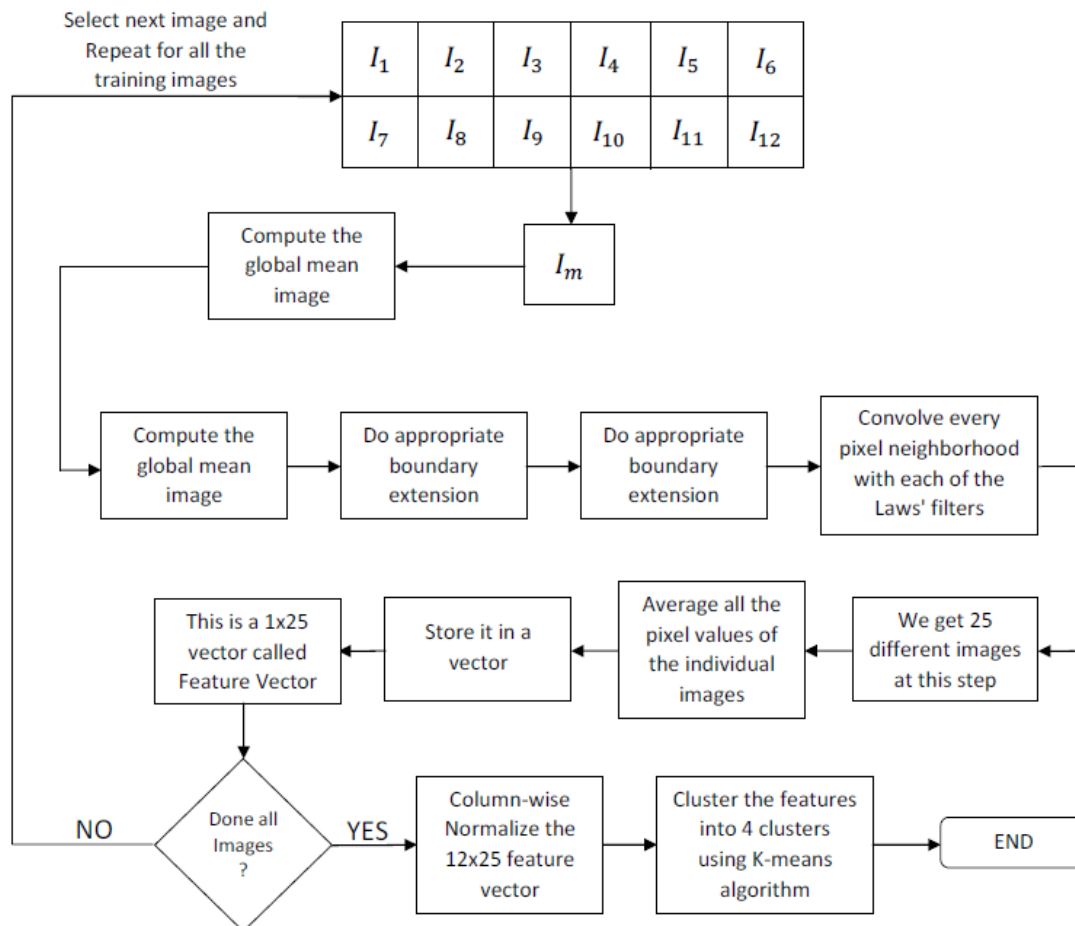 Select next image and
Repeat for all the
training images
I₁ I₂ I₃ I₄ I₅ I₆
I₇ I₈ I₉ I₁₀ I₁₁ I₁₂
Iₘ
Compute the
global mean
image
Compute the
global mean
image
Do appropriate
boundary
extension
Do appropriate
boundary
extension
Convolve every
pixel neighborhood
with each of the
Laws' filters
We get 25
different images
at this step
Average all the
pixel values of
the individual
images
Store it in a
vector
This is a 1x25
vector called
Feature Vector
Done all
Images
?
NO
YES
Column-wise
Normalize the
12x25 feature
vector
Cluster the features
into 4 clusters
using K-means
algorithm
END